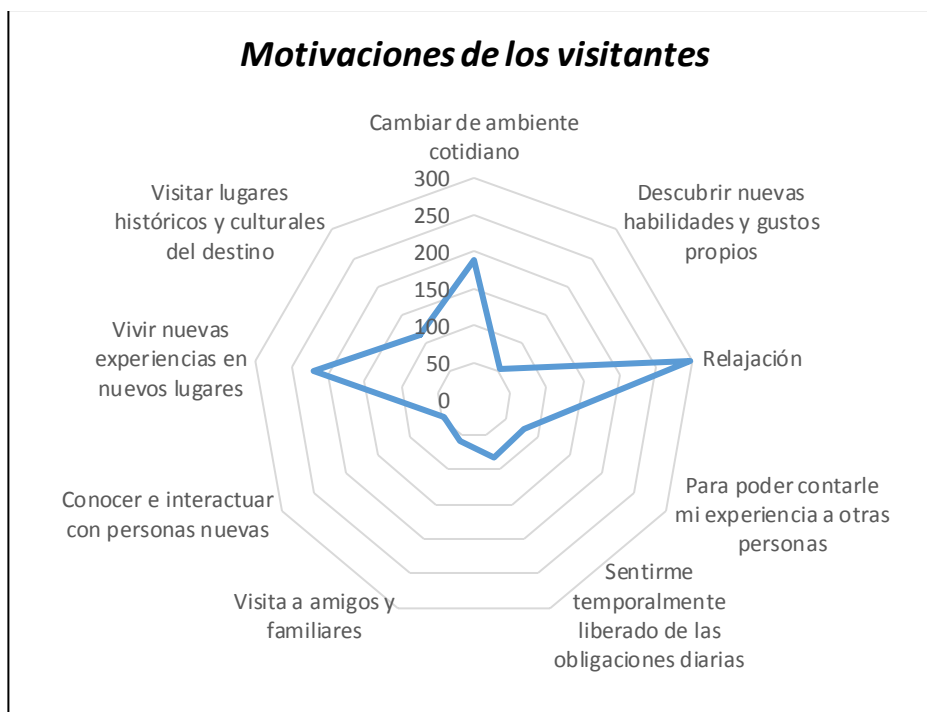 Motivaciones de los visitantes
Cambiar de ambiente
cotidiano
Descubrir nuevas
habilidades y gustos
propios
Relajación
Para poder contarle
mi experiencia a otras
personas
Sentirme
temporalmente
liberado de las
obligaciones diarias
Visita a amigos y
familiares
Conocer e interactuar
con personas nuevas
Vivir nuevas
experiencias en
nuevos lugares
Visitar lugares
históricos y culturales
del destino
300
250
200
150
100
50
0